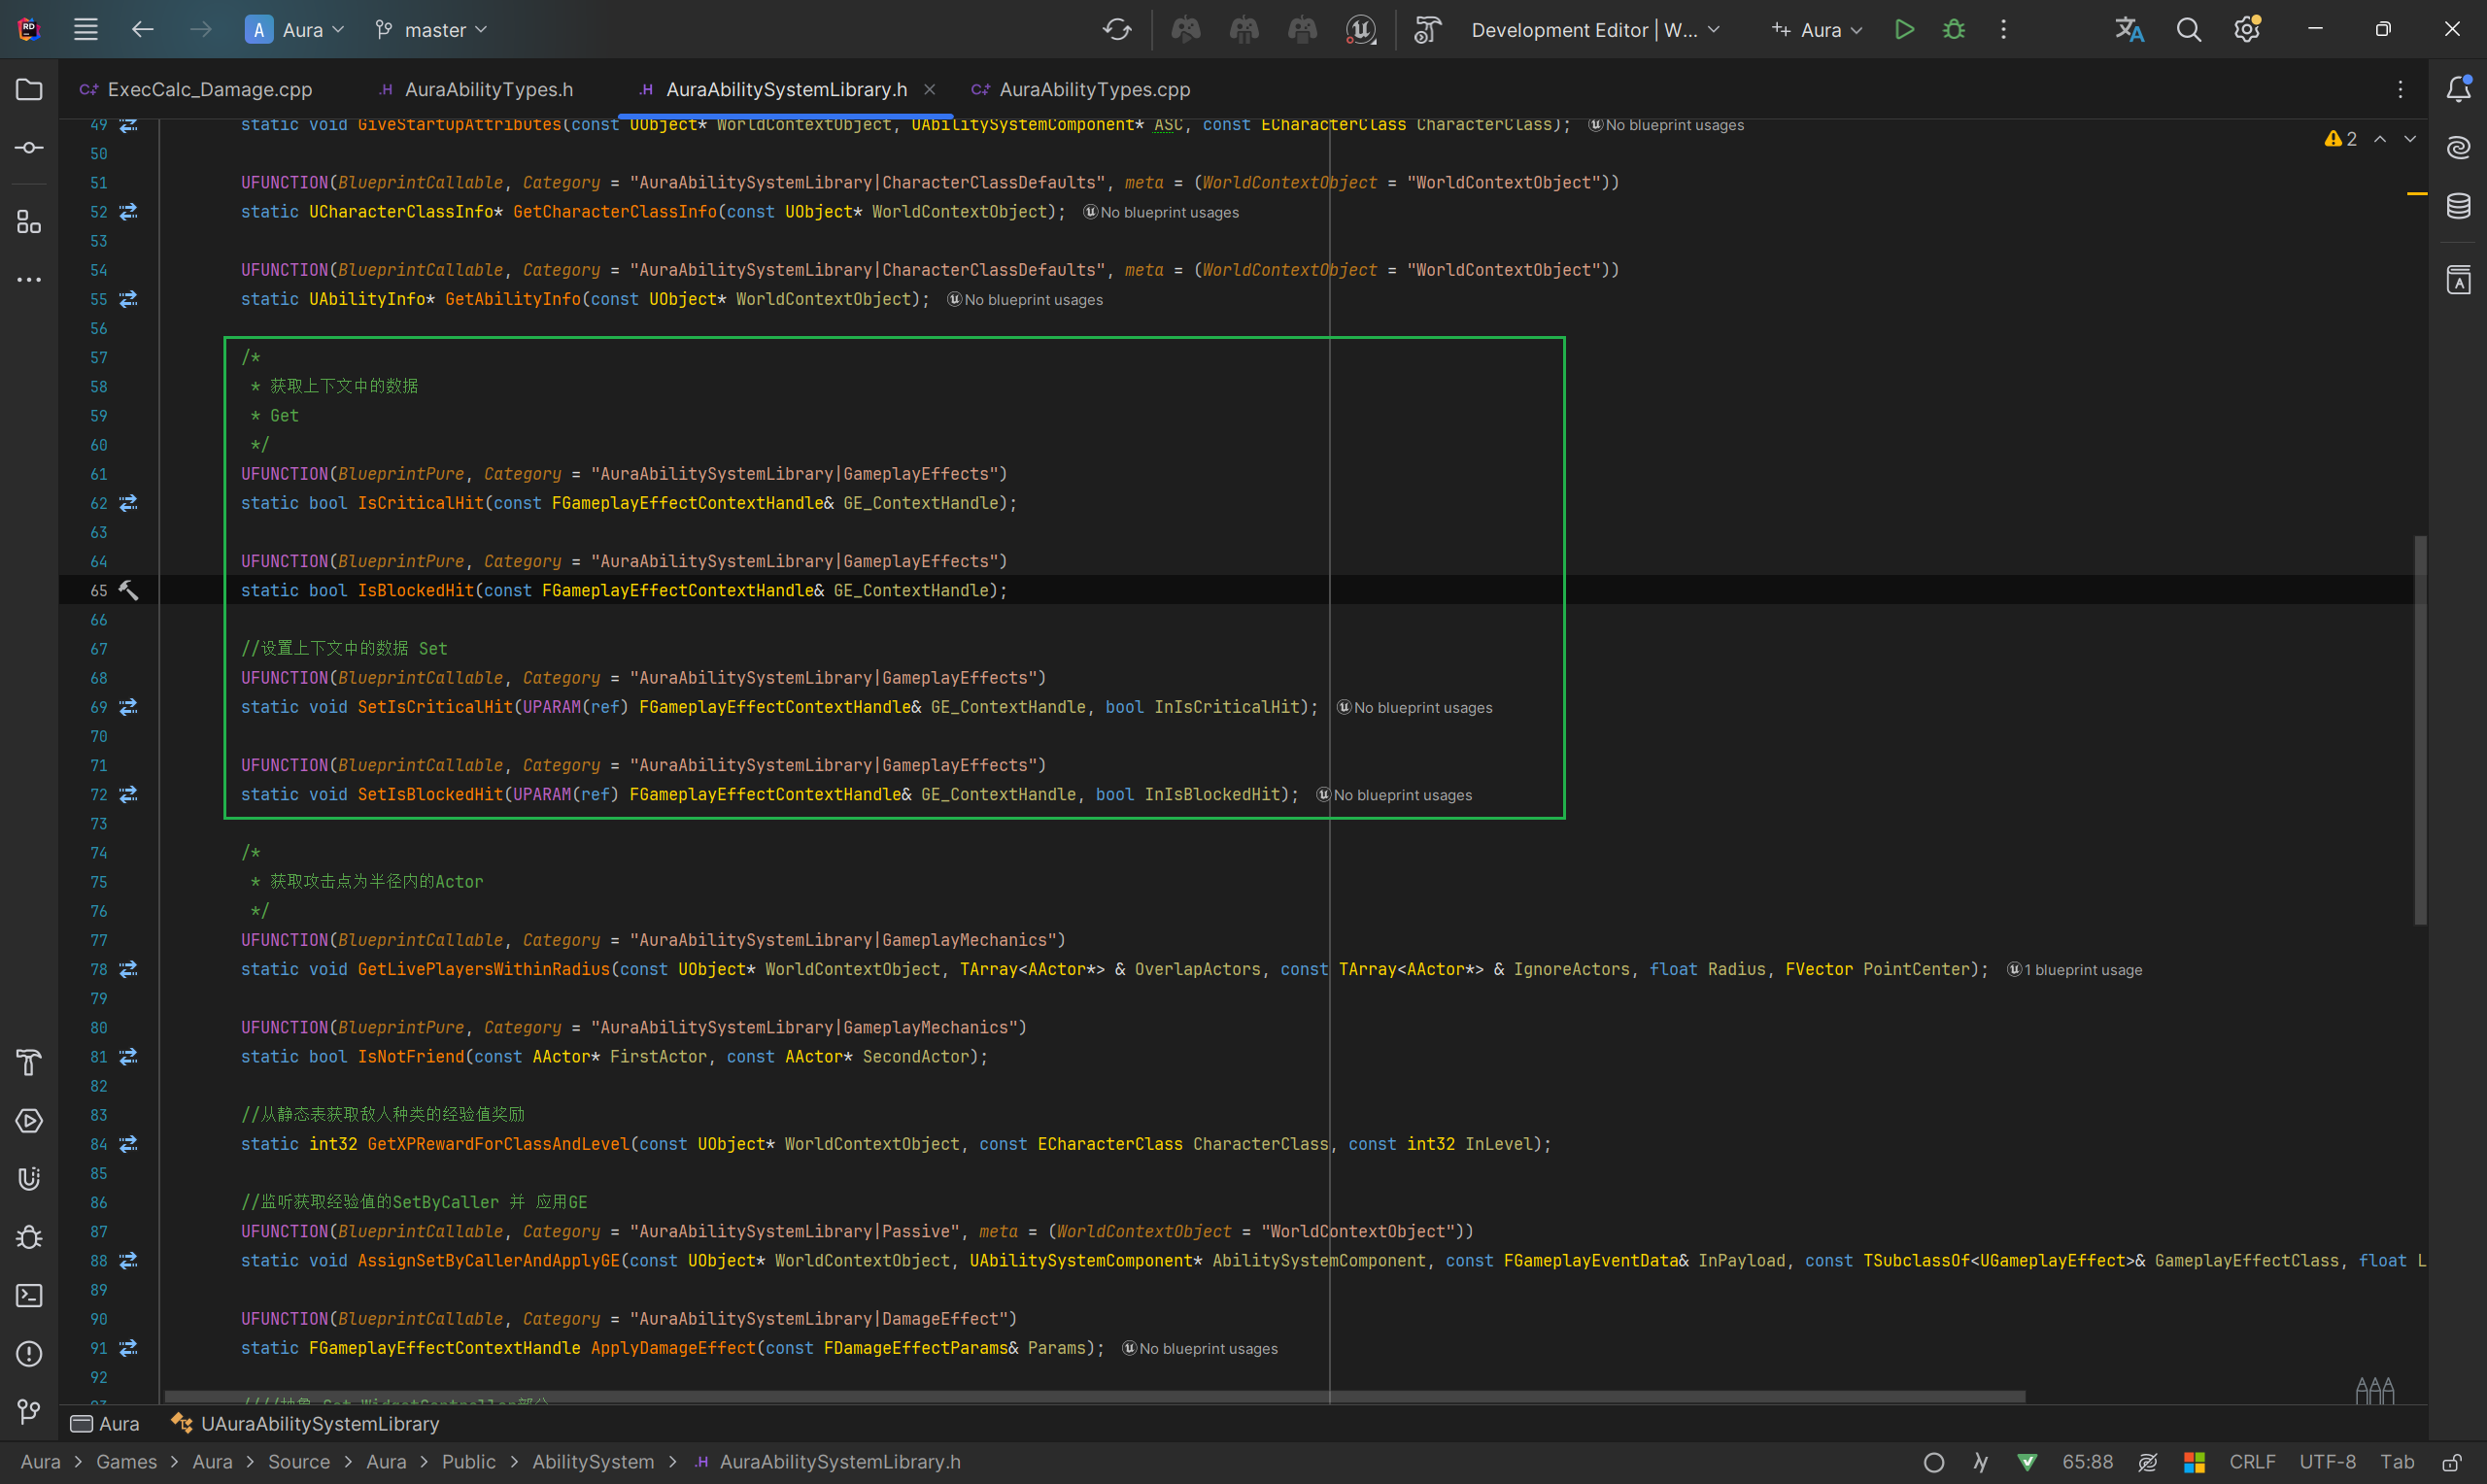 Aura master Development Editor | W... Aura
ExecCalc_Damage.cpp AuraAbilityTypes.h AuraAbilitySystemLibrary.h AuraAbilityTypes.cpp
49 static void GiveStartupAttributes(const UObject* WorldContextObject, UAbilitySystemComponent* ASC, const ECharacterClass CharacterClass); No blueprint usages
2
50
51 UFUNCTION(BlueprintCallable, Category = "AuraAbilitySystemLibrary|CharacterClassDefaults", meta = (WorldContextObject = "WorldContextObject"))
52 static UCharacterClassInfo* GetCharacterClassInfo(const UObject* WorldContextObject); No blueprint usages
53
54 UFUNCTION(BlueprintCallable, Category = "AuraAbilitySystemLibrary|CharacterClassDefaults", meta = (WorldContextObject = "WorldContextObject"))
55 static UAbilityInfo* GetAbilityInfo(const UObject* WorldContextObject); No blueprint usages
56
57 /*
58 * 获取上下文中的数据
59 * Get
60 */
61 UFUNCTION(BlueprintPure, Category = "AuraAbilitySystemLibrary|GameplayEffects")
62 static bool IsCriticalHit(const FGameplayEffectContextHandle& GE_ContextHandle);
63
64 UFUNCTION(BlueprintPure, Category = "AuraAbilitySystemLibrary|GameplayEffects")
65 static bool IsBlockedHit(const FGameplayEffectContextHandle& GE_ContextHandle);
66
67 //设置上下文中的数据 Set
68 UFUNCTION(BlueprintCallable, Category = "AuraAbilitySystemLibrary|GameplayEffects")
69 static void SetIsCriticalHit(UPARAM(ref) FGameplayEffectContextHandle& GE_ContextHandle, bool InIsCriticalHit); No blueprint usages
70
71 UFUNCTION(BlueprintCallable, Category = "AuraAbilitySystemLibrary|GameplayEffects")
72 static void SetIsBlockedHit(UPARAM(ref) FGameplayEffectContextHandle& GE_ContextHandle, bool InIsBlockedHit); No blueprint usages
73
74 /*
75 * 获取攻击点为半径内的Actor
76 */
77 UFUNCTION(BlueprintCallable, Category = "AuraAbilitySystemLibrary|GameplayMechanics")
78 static void GetLivePlayersWithinRadius(const UObject* WorldContextObject, TArray<AActor*> & OverlapActors, const TArray<AActor*> & IgnoreActors, float Radius, FVector PointCenter); 1 blueprint usage
79
80 UFUNCTION(BlueprintPure, Category = "AuraAbilitySystemLibrary|GameplayMechanics")
81 static bool IsNotFriend(const AActor* FirstActor, const AActor* SecondActor);
82
83 //从静态表获取敌人种类的经验值奖励
84 static int32 GetXPRewardForClassAndLevel(const UObject* WorldContextObject, const ECharacterClass CharacterClass, const int32 InLevel);
85
86 //监听获取经验值的SetByCaller 并 应用GE
87 UFUNCTION(BlueprintCallable, Category = "AuraAbilitySystemLibrary|Passive", meta = (WorldContextObject = "WorldContextObject"))
88 static void AssignSetByCallerAndApplyGE(const UObject* WorldContextObject, UAbilitySystemComponent* AbilitySystemComponent, const FGameplayEventData& InPayload, const TSubclassOf<UGameplayEffect>& GameplayEffectClass, float L
89
90 UFUNCTION(BlueprintCallable, Category = "AuraAbilitySystemLibrary|DamageEffect")
91 static FGameplayEffectContextHandle ApplyDamageEffect(const FDamageEffectParams& Params); No blueprint usages
92
Aura UAuraAbilitySystemLibrary
Aura > Games > Aura > Source > Aura > Public > AbilitySystem > .H AuraAbilitySystemLibrary.h 65:88 CRLF UTF-8 Tab